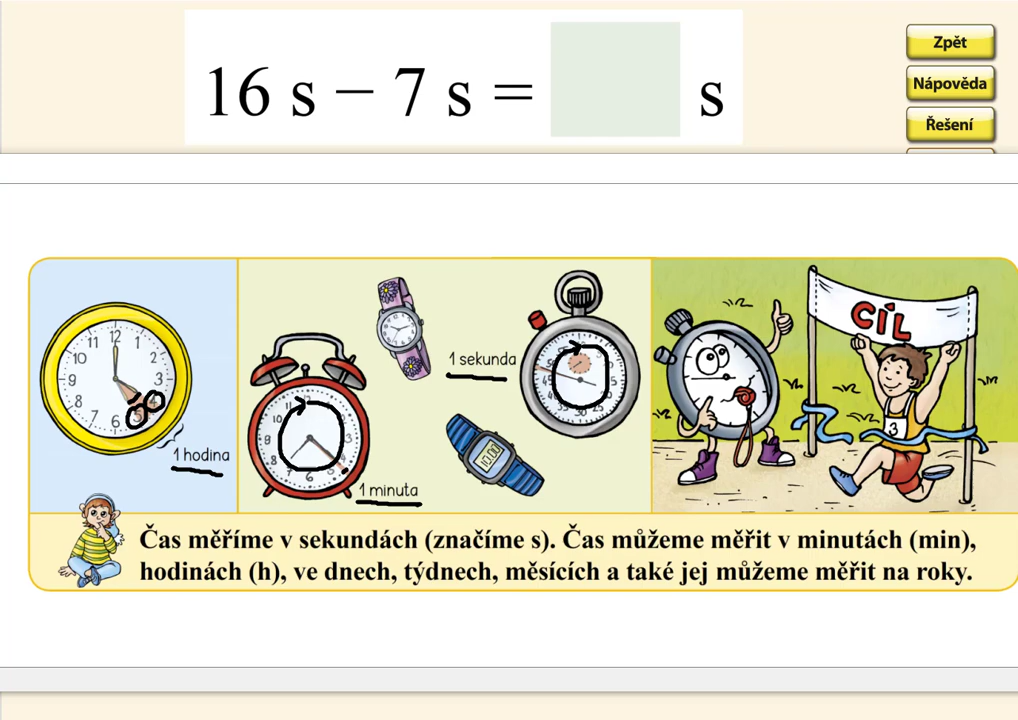 16 s − 7 s = s
Zpět
Nápověda
Řešení
CÍL
3
1 sekunda
1 hodina
1 minuta
Čas měříme v sekundách (značíme s). Čas můžeme měřit v minutách (min),
hodinách (h), ve dnech, týdnech, měsících a také jej můžeme měřit na roky.